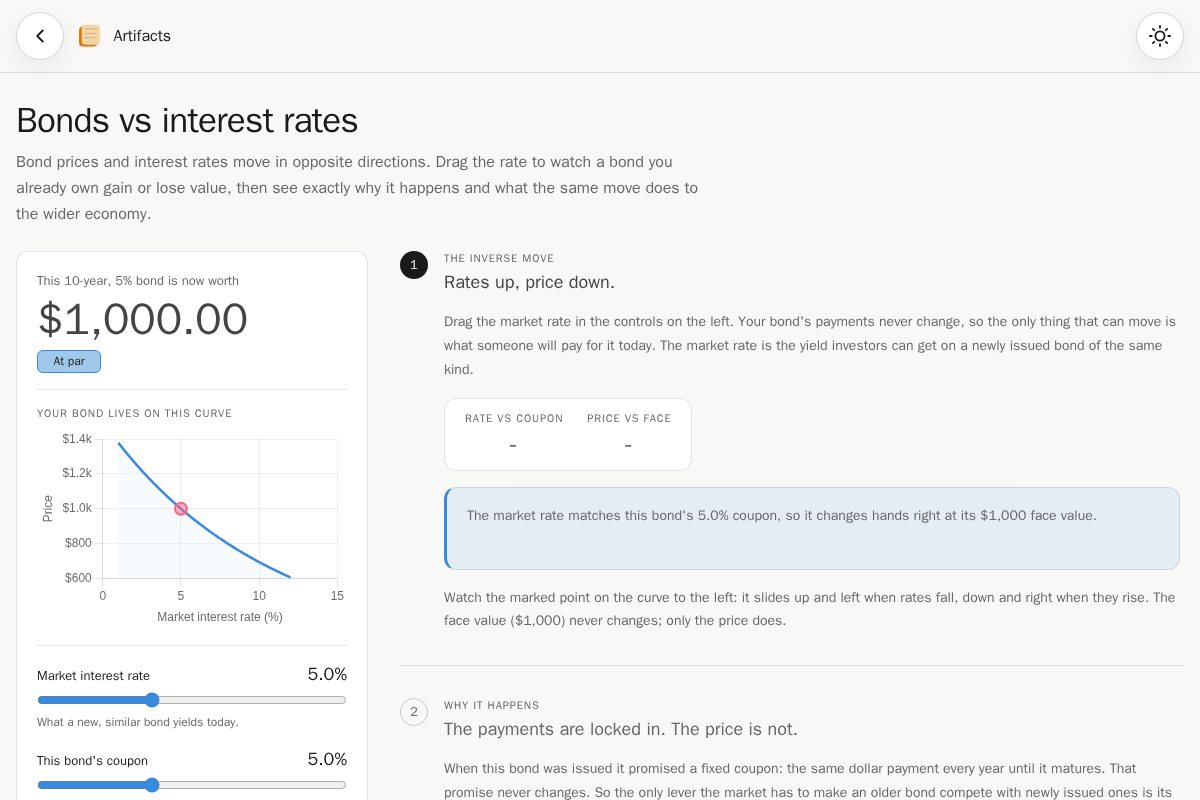 Artifacts
Bonds vs interest rates
Bond prices and interest rates move in opposite directions. Drag the rate to watch a bond you
already own gain or lose value, then see exactly why it happens and what the same move does to
the wider economy.
This 10-year, 5% bond is now worth
$1,000.00
At par
YOUR BOND LIVES ON THIS CURVE
$1.4k
$1.2k
$1.0k
$800
$600
Price
0 5 10 15
Market interest rate (%)
Market interest rate 5.0%
What a new, similar bond yields today.
This bond's coupon 5.0%
1
THE INVERSE MOVE
Rates up, price down.
Drag the market rate in the controls on the left. Your bond's payments never change, so the only thing that can move is
what someone will pay for it today. The market rate is the yield investors can get on a newly issued bond of the same
kind.
RATE VS COUPON PRICE VS FACE
- -
The market rate matches this bond's 5.0% coupon, so it changes hands right at its $1,000 face value.
Watch the marked point on the curve to the left: it slides up and left when rates fall, down and right when they rise. The
face value ($1,000) never changes; only the price does.
2
WHY IT HAPPENS
The payments are locked in. The price is not.
When this bond was issued it promised a fixed coupon: the same dollar payment every year until it matures. That
promise never changes. So the only lever the market has to make an older bond compete with newly issued ones is its